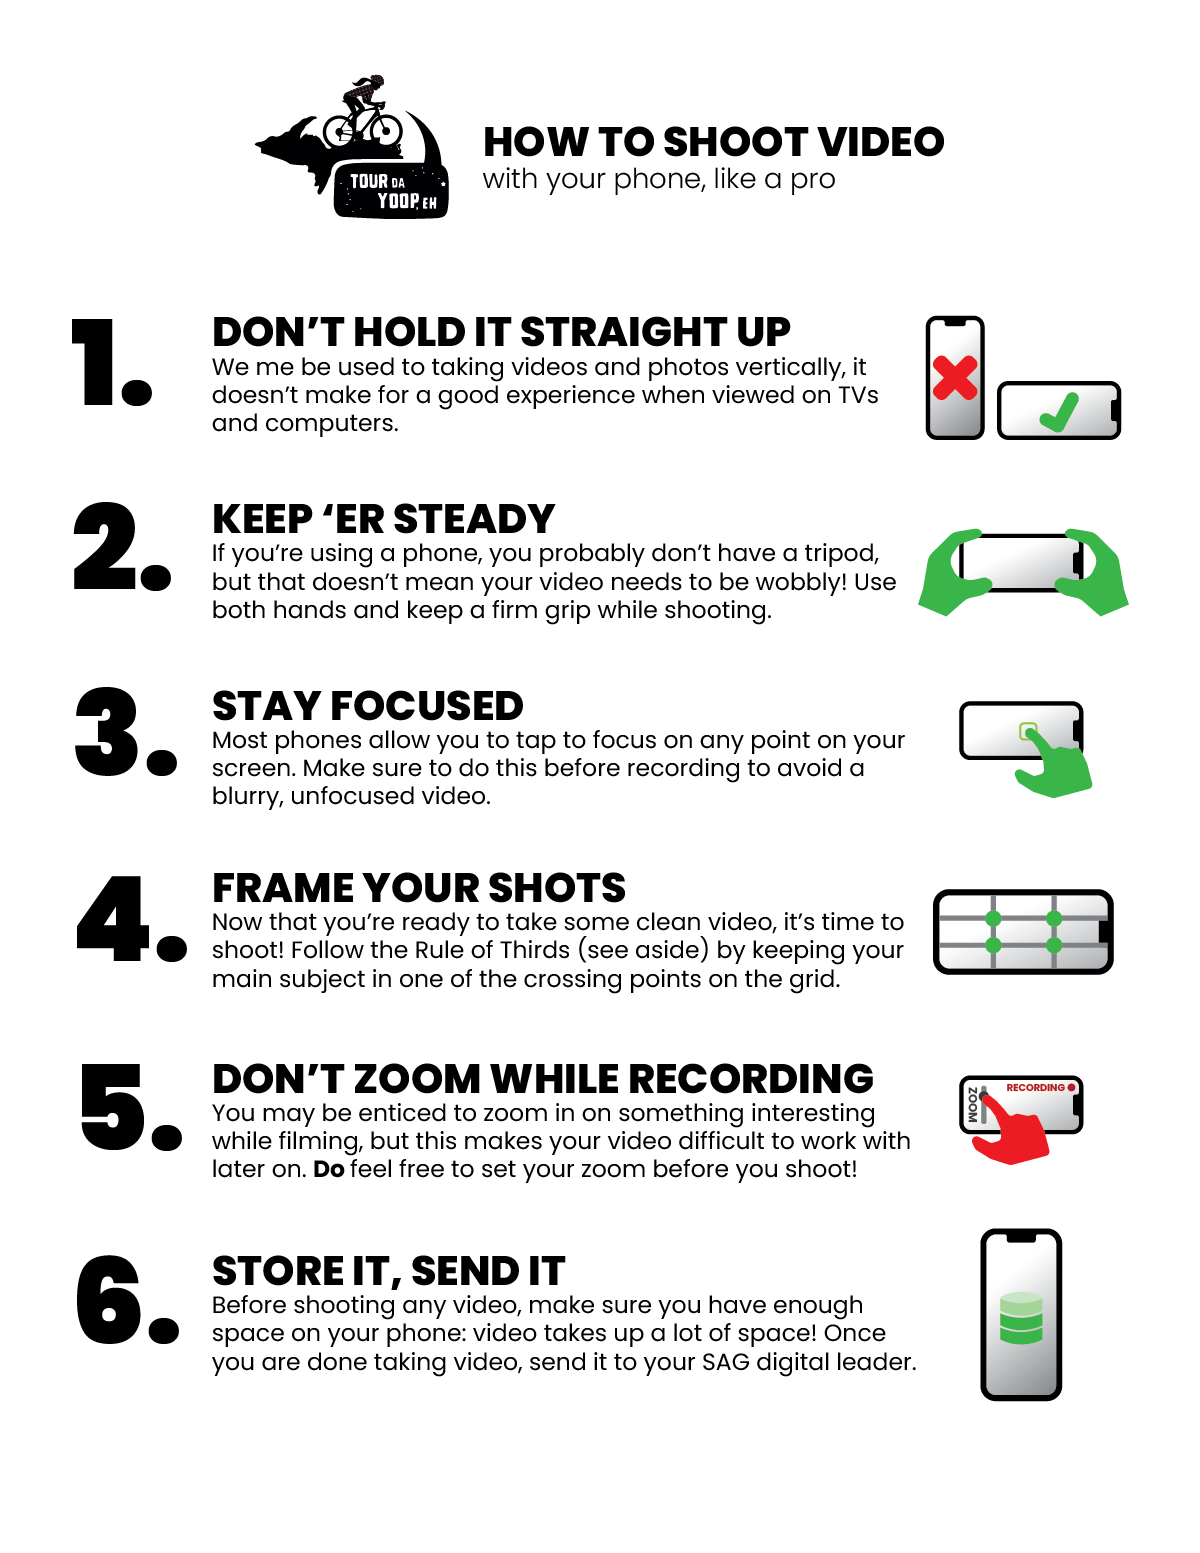 TOUR DA
YOOP, EH
HOW TO SHOOT VIDEO
with your phone, like a pro
1.
DON’T HOLD IT STRAIGHT UP
We me be used to taking videos and photos vertically, it
doesn’t make for a good experience when viewed on TVs
and computers.
2.
KEEP ‘ER STEADY
If you’re using a phone, you probably don’t have a tripod,
but that doesn’t mean your video needs to be wobbly! Use
both hands and keep a firm grip while shooting.
3.
STAY FOCUSED
Most phones allow you to tap to focus on any point on your
screen. Make sure to do this before recording to avoid a
blurry, unfocused video.
4.
FRAME YOUR SHOTS
Now that you’re ready to take some clean video, it’s time to
shoot! Follow the Rule of Thirds (see aside) by keeping your
main subject in one of the crossing points on the grid.
5.
DON’T ZOOM WHILE RECORDING
You may be enticed to zoom in on something interesting
while filming, but this makes your video difficult to work with
later on. Do feel free to set your zoom before you shoot!
ZOOM
RECORDING
6.
STORE IT, SEND IT
Before shooting any video, make sure you have enough
space on your phone: video takes up a lot of space! Once
you are done taking video, send it to your SAG digital leader.